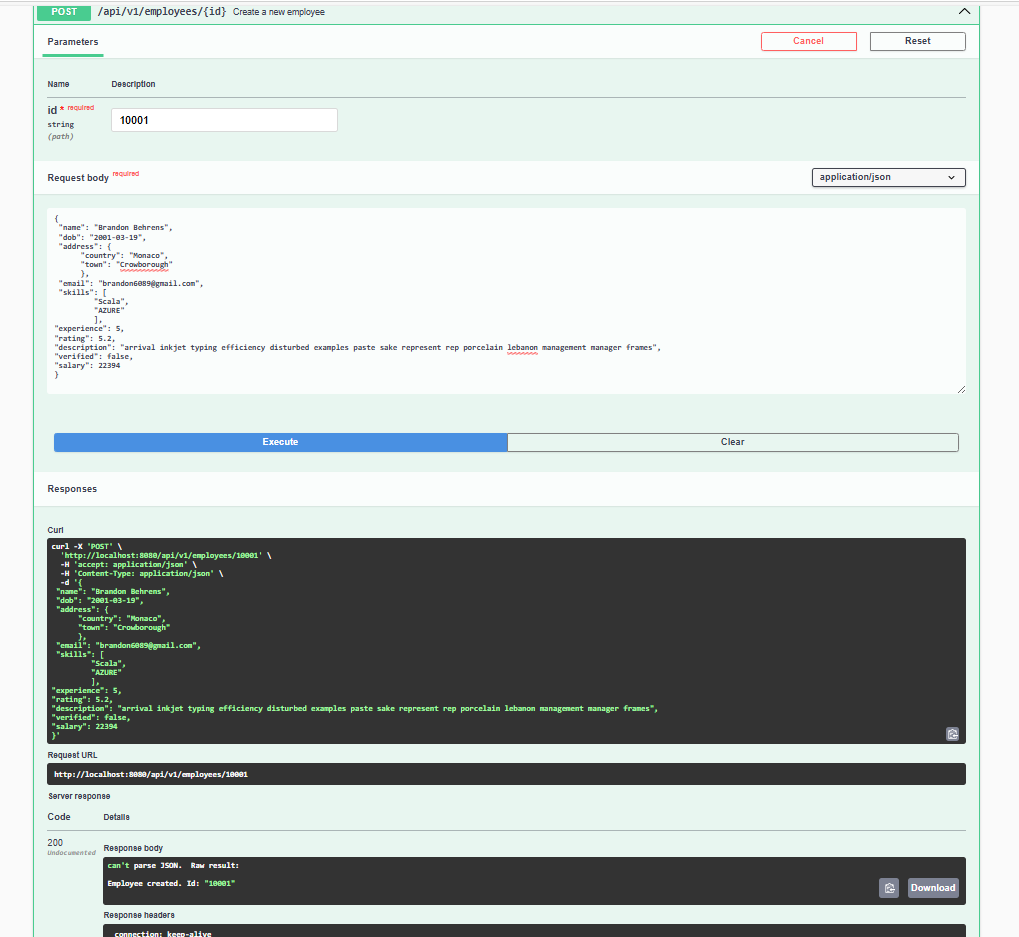 POST /api/v1/employees/{id} Create a new employee
Parameters
Cancel
Reset
Name Description
id * required
string
(path)
10001
Request body required
application/json
{
"name": "Brandon Behrens",
"dob": "2001-03-19",
"address": {
"country": "Monaco",
"town": "Crowborough"
},
"email": "brandon6089@gmail.com",
"skills": [
"Scala",
"AZURE"
],
"experience": 5,
"rating": 5.2,
"description": "arrival inkjet typing efficiency disturbed examples paste sake represent rep porcelain lebanon management manager frames",
"verified": false,
"salary": 22394
}
Execute
Clear
Responses
Curl
curl -X 'POST' \
'http://localhost:8080/api/v1/employees/10001' \
-H 'accept: application/json' \
-H 'Content-Type: application/json' \
-d '{
"name": "Brandon Behrens",
"dob": "2001-03-19",
"address": {
"country": "Monaco",
"town": "Crowborough"
},
"email": "brandon6089@gmail.com",
"skills": [
"Scala",
"AZURE"
],
"experience": 5,
"rating": 5.2,
"description": "arrival inkjet typing efficiency disturbed examples paste sake represent rep porcelain lebanon management manager frames",
"verified": false,
"salary": 22394
}'
Request URL
http://localhost:8080/api/v1/employees/10001
Server response
Code Details
200
Undocumented
Response body
can't parse JSON.  Raw result:
Employee created. Id: "10001"
Download
Response headers
connection: keep-alive